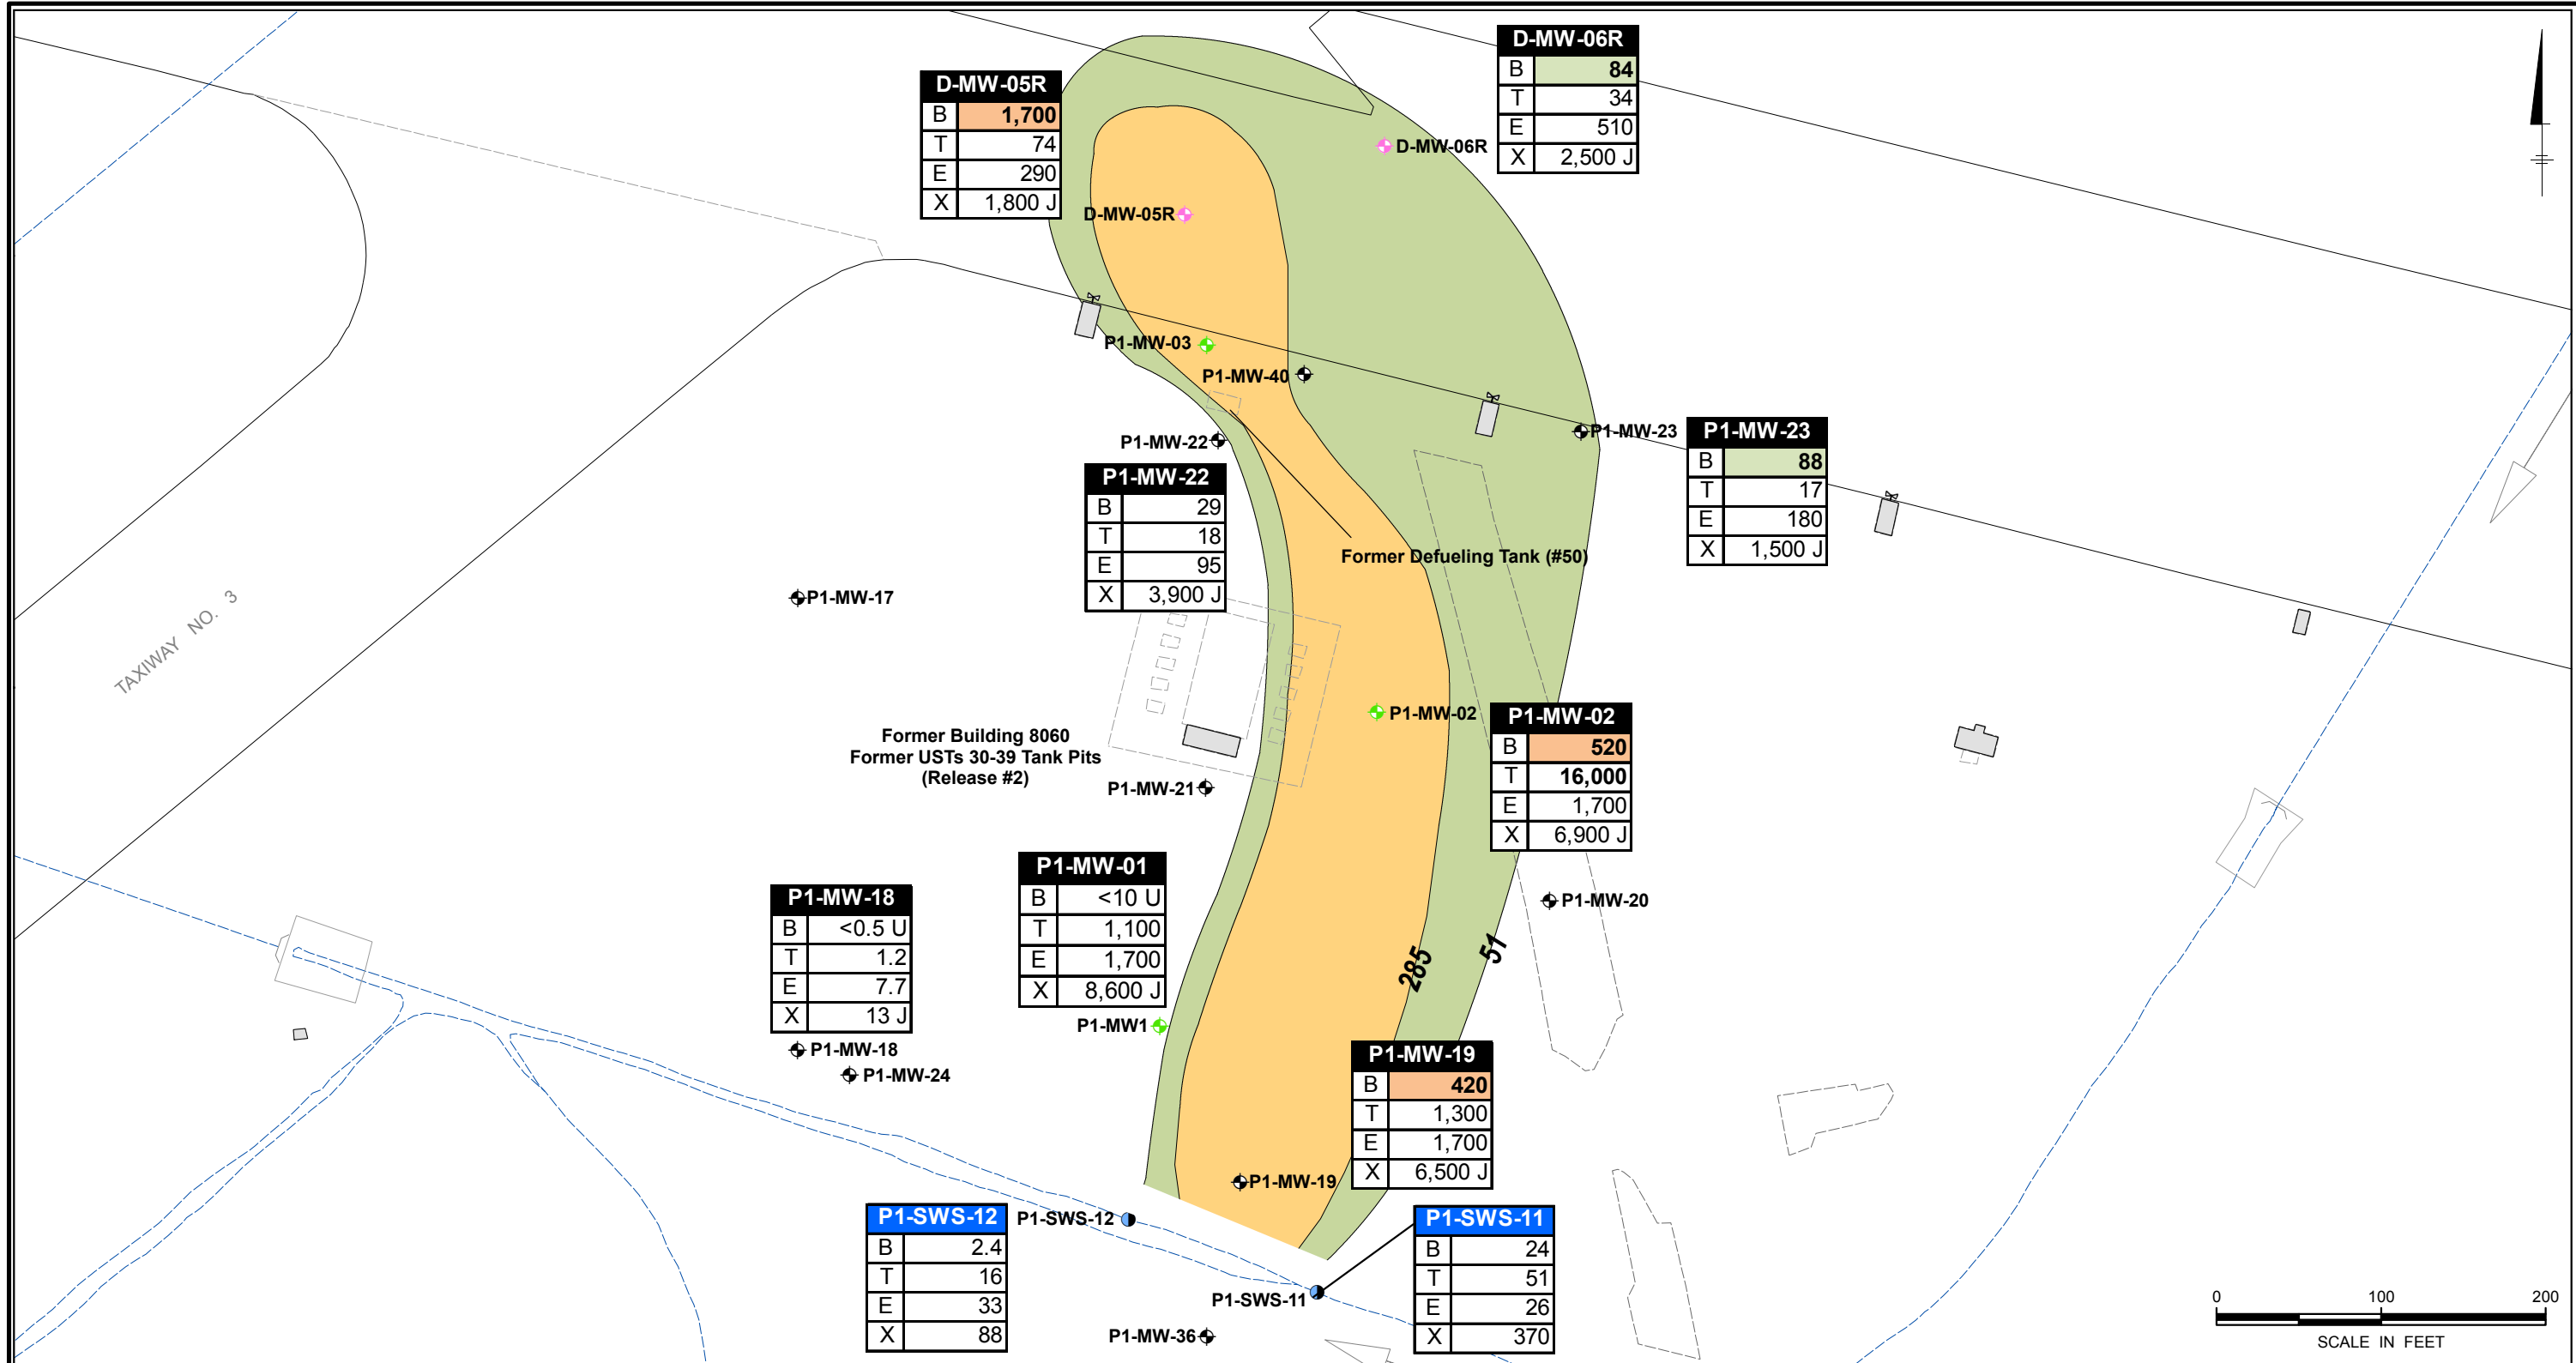 D-MW-06R
B 84
T 34
E 510
X 2,500 J
D-MW-05R
B 1,700
T 74
E 290
X 1,800 J
D-MW-06R
D-MW-05R
P1-MW-03
P1-MW-40
P1-MW-22
P1-MW-23
P1-MW-23
B 88
T 17
E 180
X 1,500 J
P1-MW-22
B 29
T 18
E 95
X 3,900 J
Former Defueling Tank (#50)
P1-MW-17
TAXIWAY NO. 3
P1-MW-02
P1-MW-02
B 520
T 16,000
E 1,700
X 6,900 J
Former Building 8060
Former USTs 30-39 Tank Pits
(Release #2)
P1-MW-21
P1-MW-20
P1-MW-01
B <10 U
T 1,100
E 1,700
X 8,600 J
P1-MW-18
B <0.5 U
T 1.2
E 7.7
X 13 J
285
51
P1-MW1
P1-MW-18
P1-MW-24
P1-MW-19
B 420
T 1,300
E 1,700
X 6,500 J
P1-MW-19
P1-SWS-12
B 2.4
T 16
E 33
X 88
P1-SWS-12
P1-SWS-11
B 24
T 51
E 26
X 370
P1-SWS-11
P1-MW-36
0 100 200
SCALE IN FEET